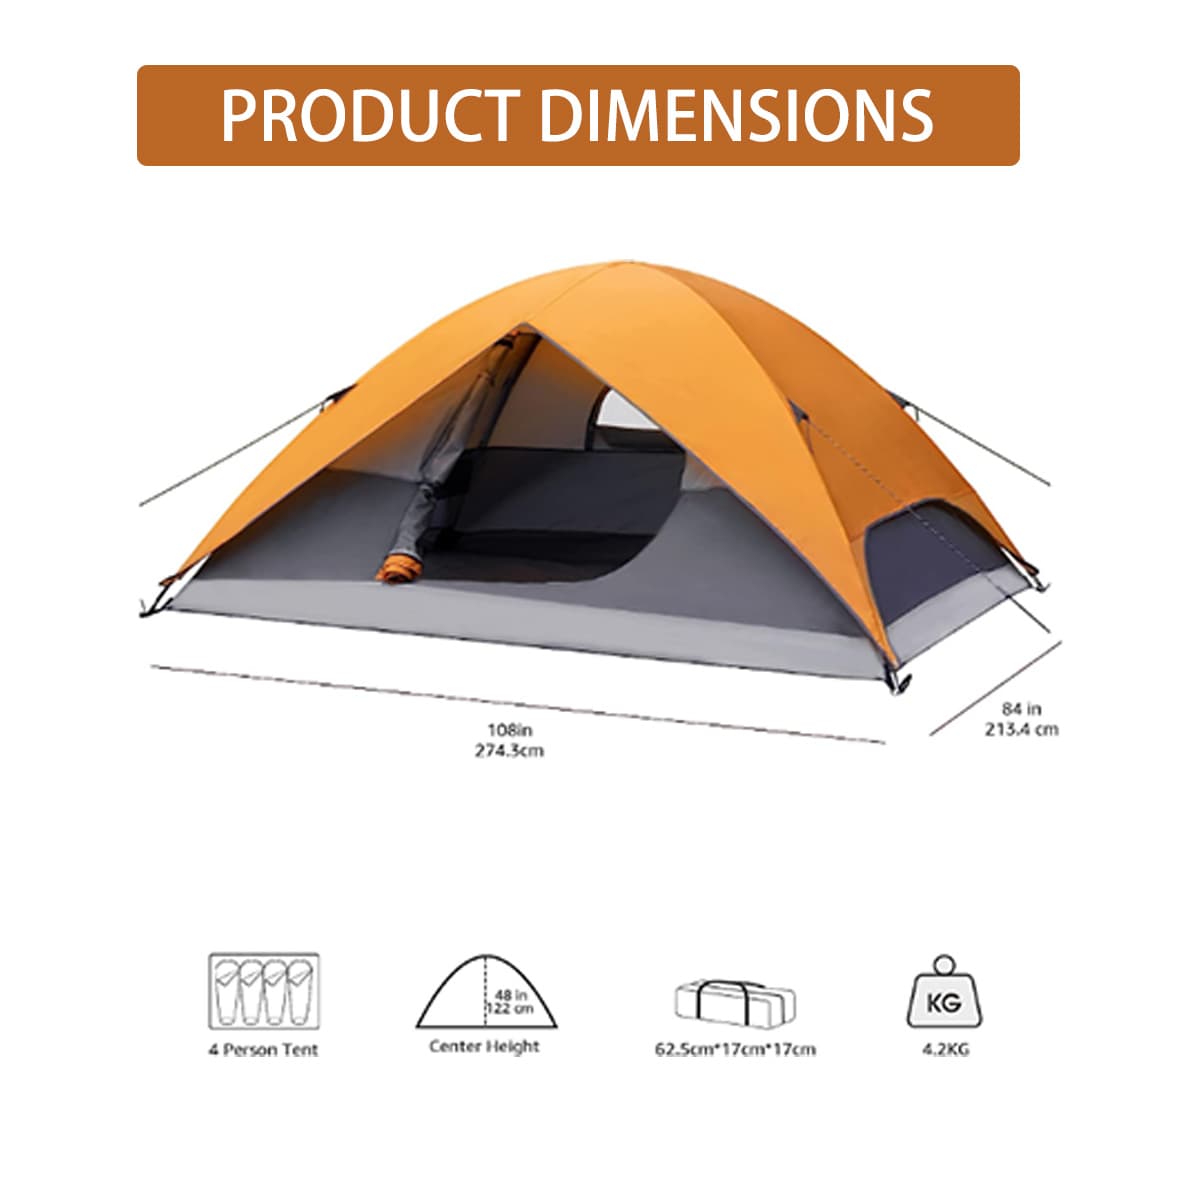 PRODUCT DIMENSIONS
108in
274.3cm
84 in
213.4 cm
48 in
122 cm
4 Person Tent
Center Height
62.5cm*17cm*17cm
KG
4.2KG